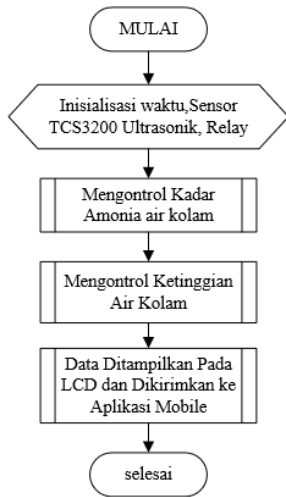 MULAI
Inisialisasi waktu,Sensor
TCS3200 Ultrasonik, Relay
Mengontrol Kadar
Amonia air kolam
Mengontrol Ketinggian
Air Kolam
Data Ditampilkan Pada
LCD dan Dikirimkan ke
Aplikasi Mobile
selesai